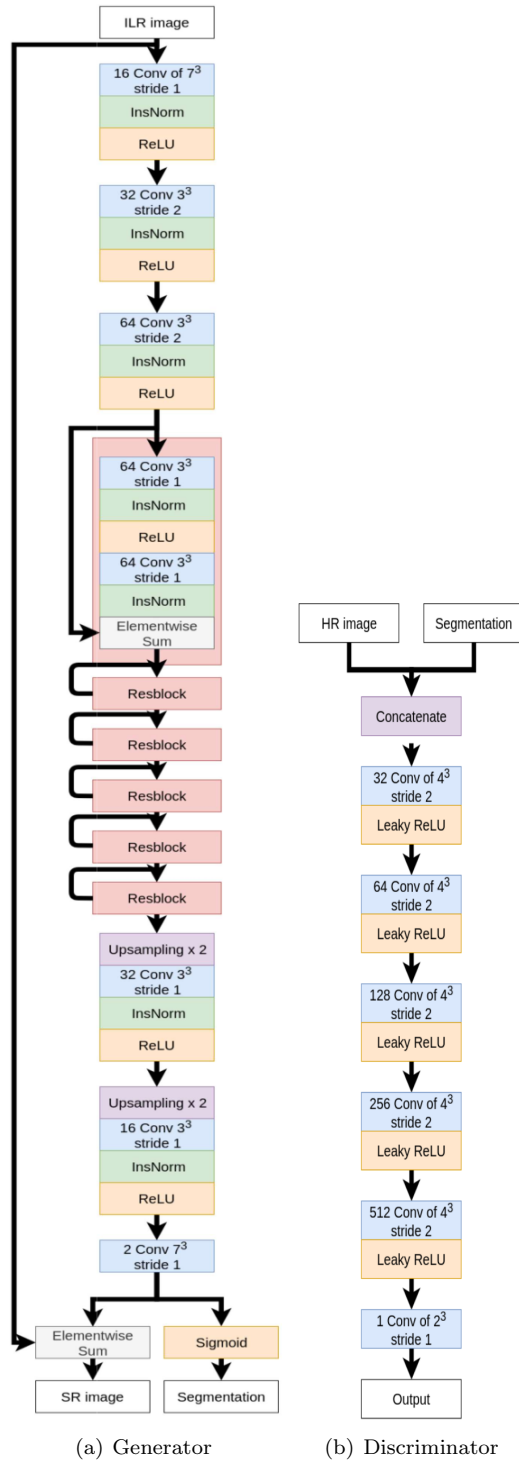 ILR image
16 Conv of 7³
stride 1
InsNorm
ReLU
32 Conv 3³
stride 2
InsNorm
ReLU
64 Conv 3³
stride 2
InsNorm
ReLU
64 Conv 3³
stride 1
InsNorm
ReLU
64 Conv 3³
stride 1
InsNorm
Elementwise
Sum
Resblock
Resblock
Resblock
Resblock
Resblock
Upsampling x 2
32 Conv 3³
stride 1
InsNorm
ReLU
Upsampling x 2
16 Conv 3³
stride 1
InsNorm
ReLU
2 Conv 7³
stride 1
Elementwise
Sum
Sigmoid
SR image
Segmentation
(a) Generator
HR image
Segmentation
Concatenate
32 Conv of 4³
stride 2
Leaky ReLU
64 Conv of 4³
stride 2
Leaky ReLU
128 Conv of 4³
stride 2
Leaky ReLU
256 Conv of 4³
stride 2
Leaky ReLU
512 Conv of 4³
stride 2
Leaky ReLU
1 Conv of 2³
stride 1
Output
(b) Discriminator